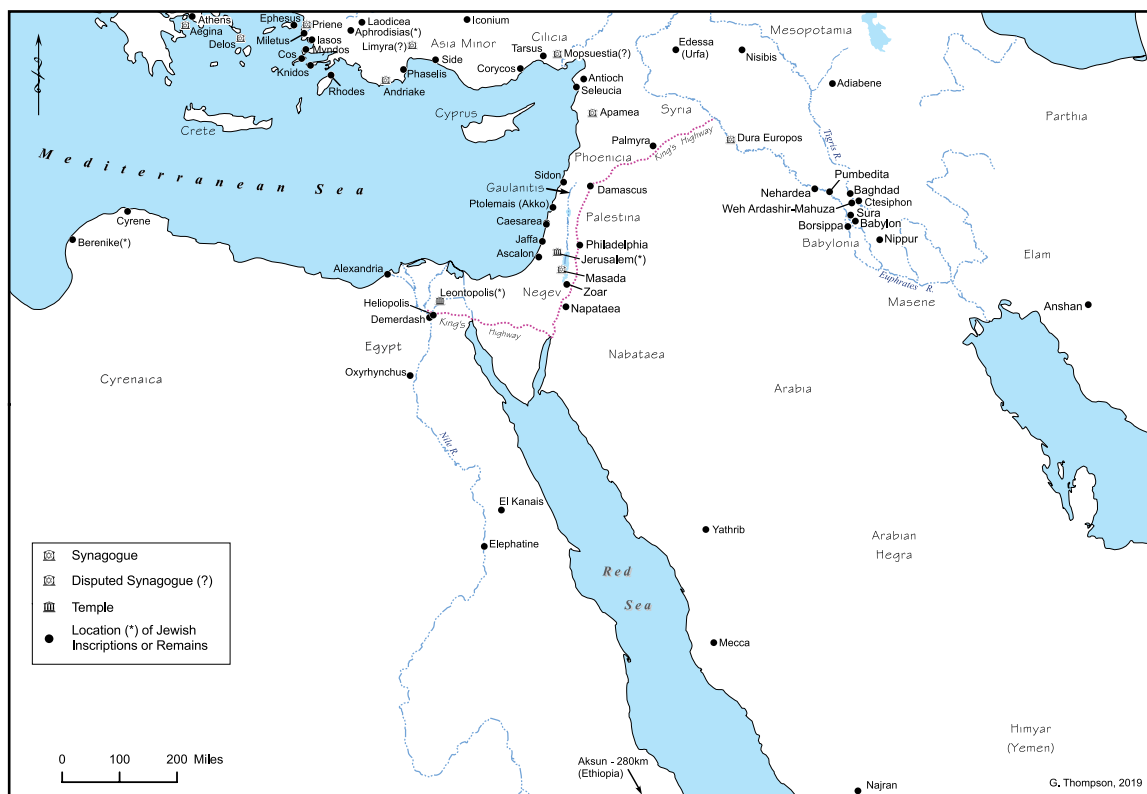 Athens
Aegina
Delos
Ephesus
Priene
Miletus
Iasos
Myndos
Cos
Knidos
Rhodes
Laodicea
Aphrodisias(*)
Limyra(?)
Asia Minor
Iconium
Side
Phaselis
Andriake
Cilicia
Tarsus
Mopsuestia(?)
Corycos
Antioch
Seleucia
Apamea
Edessa
(Urfa)
Nisibis
Mesopotamia
Adiabene
Parthia
Syria
Crete
Cyprus
Mediterranean Sea
Phoenicia
Palmyra
King's Highway
Dura Europos
Tigris R.
Sidon
Gaulanitis
Damascus
Ptolemais (Akko)
Palestina
Caesarea
Jaffa
Philadelphia
Ascalon
Jerusalem(*)
Masada
Negev
Zoar
Napataea
Nehardea
Pumbedita
Baghdad
Weh Ardashir-Mahuza
Ctesiphon
Sura
Borsippa
Babylon
Babylonia
Nippur
Elam
Euphrates R.
Masene
Anshan
Cyrene
Berenike(*)
Alexandria
Leontopolis(*)
Heliopolis
Demerdash
King's
Highway
Egypt
Nabataea
Cyrenaica
Oxyrhynchus
Arabia
Nile R.
El Kanais
Elephatine
Yathrib
Arabian
Hegra
Red
Sea
Mecca
Himyar
(Yemen)
Aksun - 280km
(Ethiopia)
Najran
Synagogue
Disputed Synagogue (?)
Temple
Location (*) of Jewish
Inscriptions or Remains
0 100 200 Miles
G. Thompson, 2019